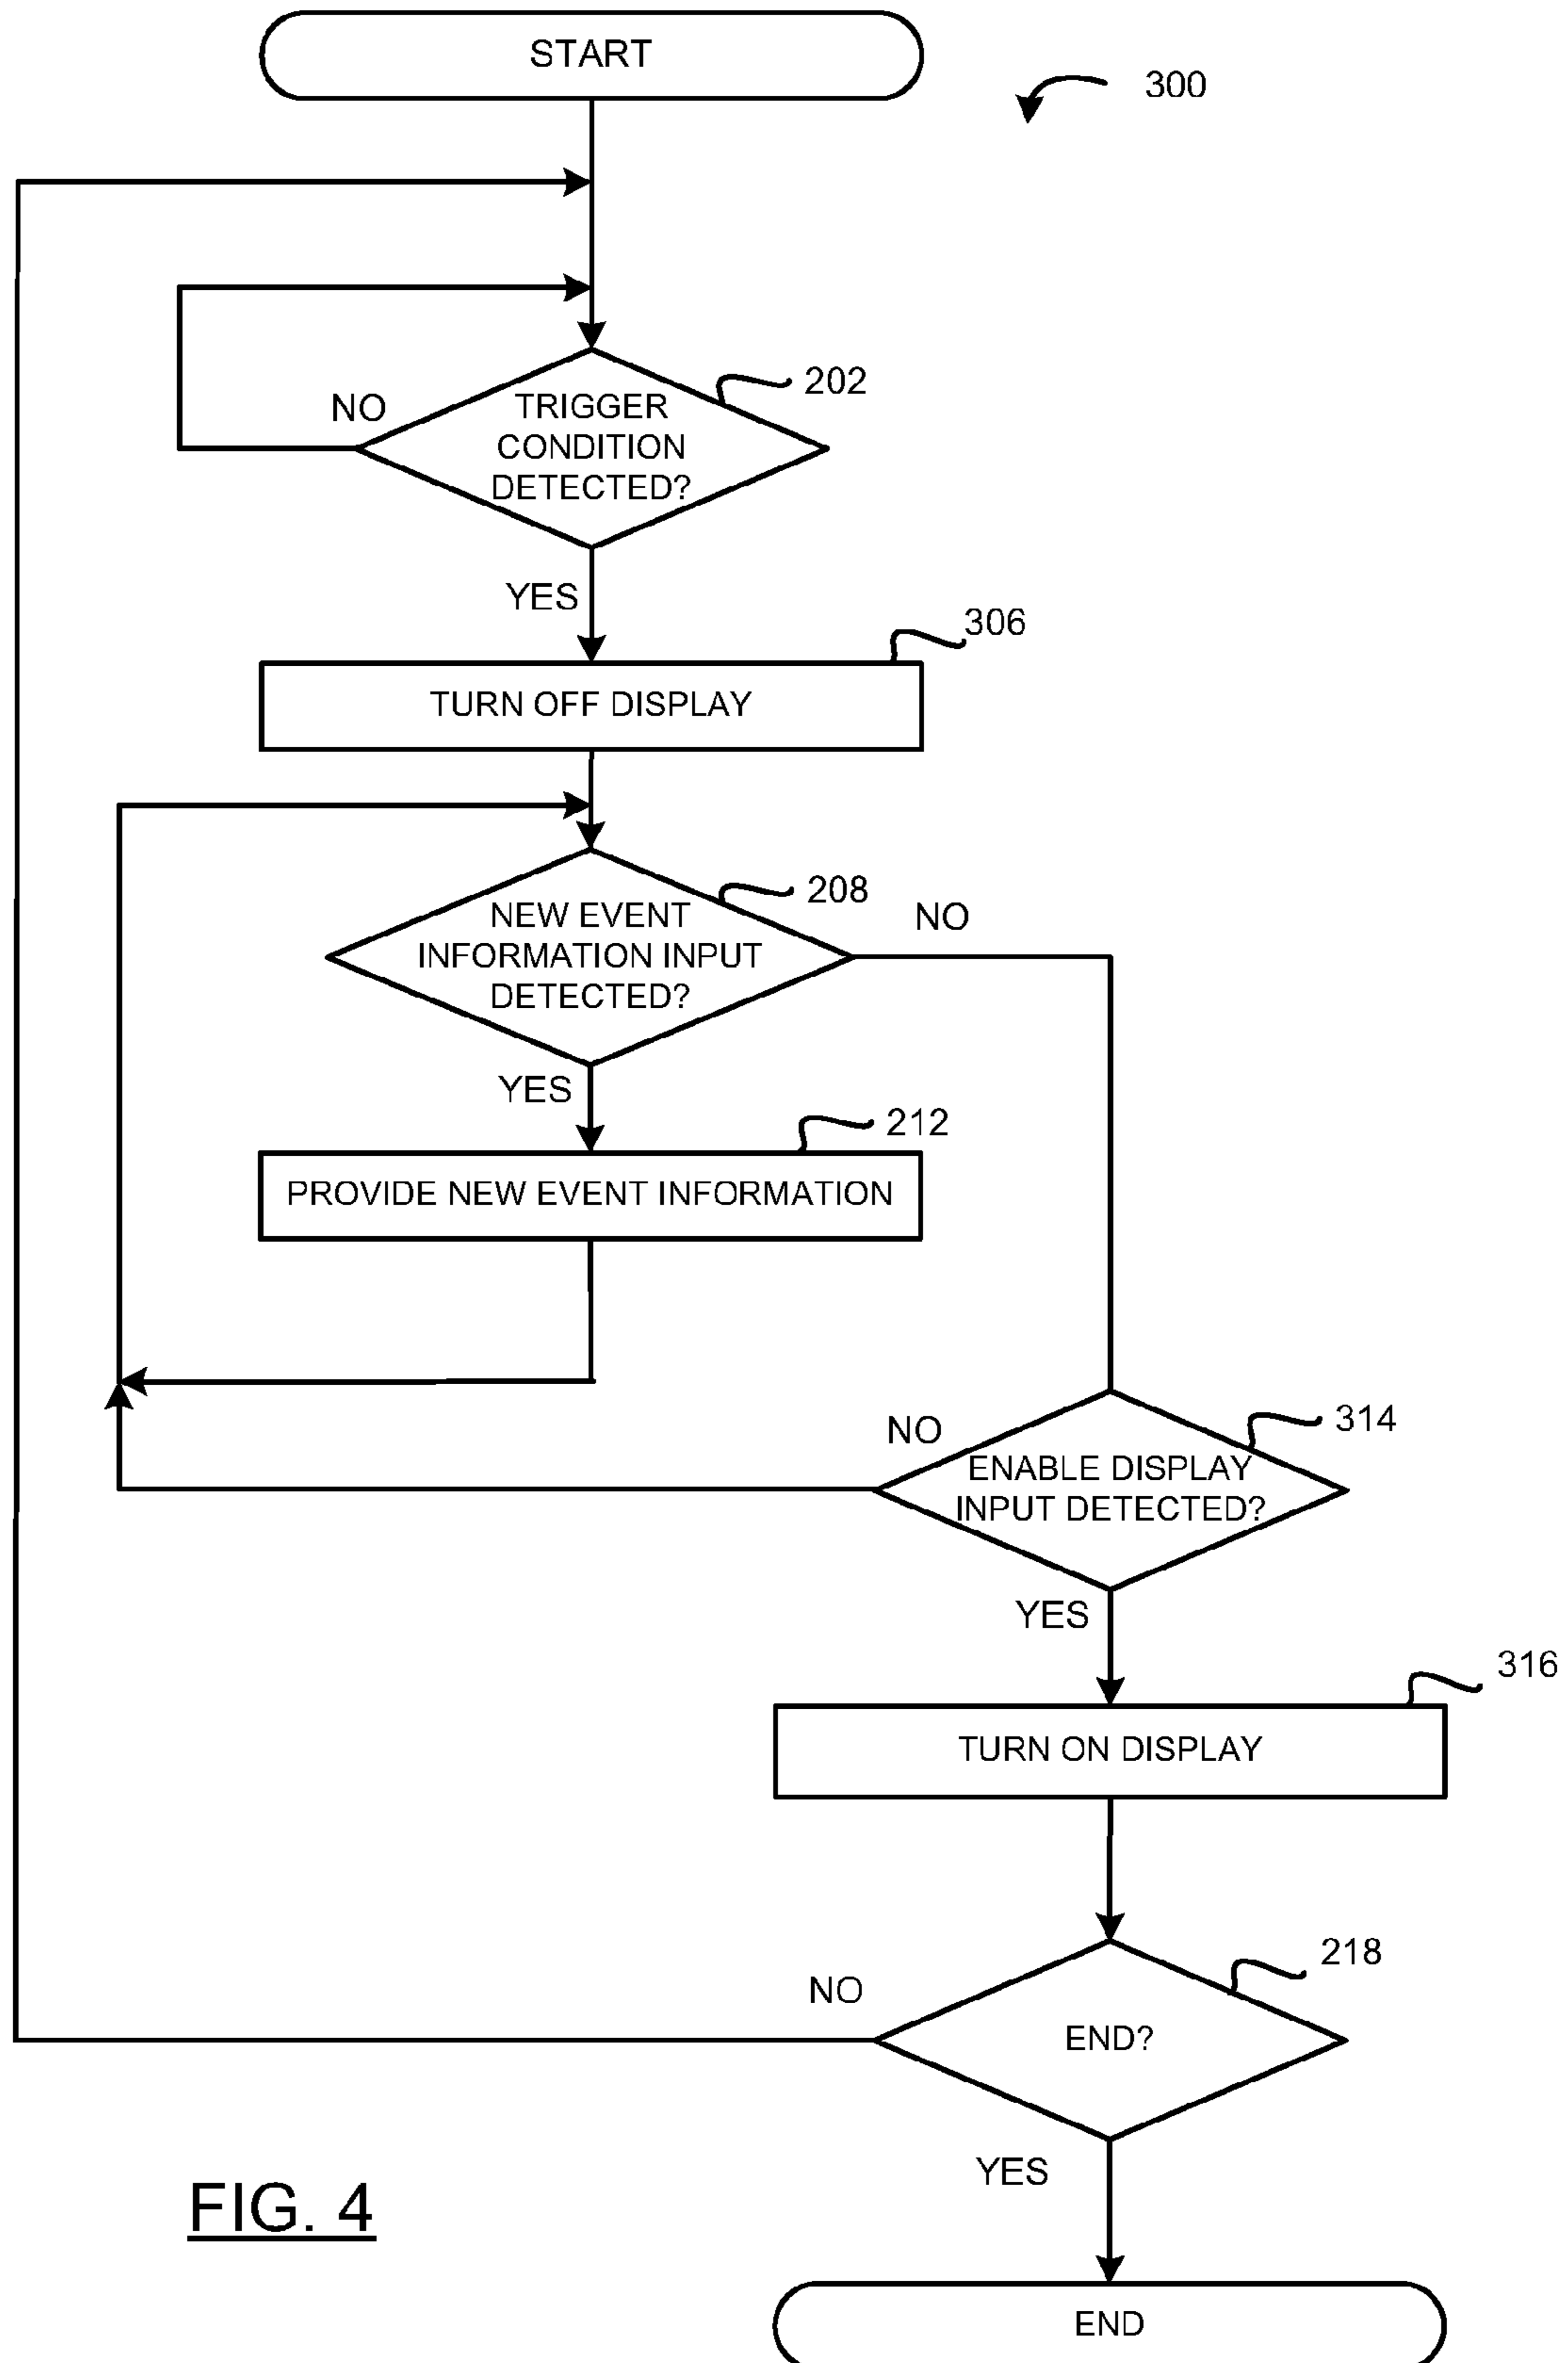 START
300
202
NO
TRIGGER
CONDITION
DETECTED?
YES
306
TURN OFF DISPLAY
208
NO
NEW EVENT
INFORMATION INPUT
DETECTED?
YES
212
PROVIDE NEW EVENT INFORMATION
314
NO
ENABLE DISPLAY
INPUT DETECTED?
YES
316
TURN ON DISPLAY
218
NO
END?
YES
FIG. 4
END